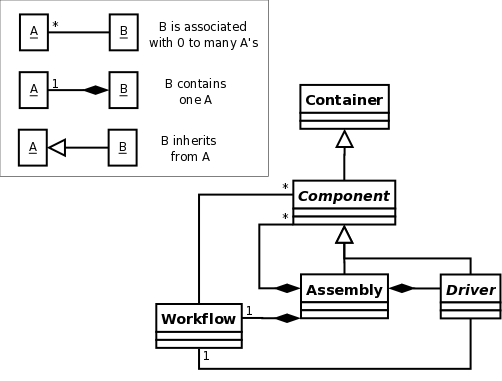 A
*
B
B is associated
with 0 to many A's
A
1
B
B contains
one A
A
B
B inherits
from A
Container
*
Component
*
Assembly
Driver
Workflow
1
1